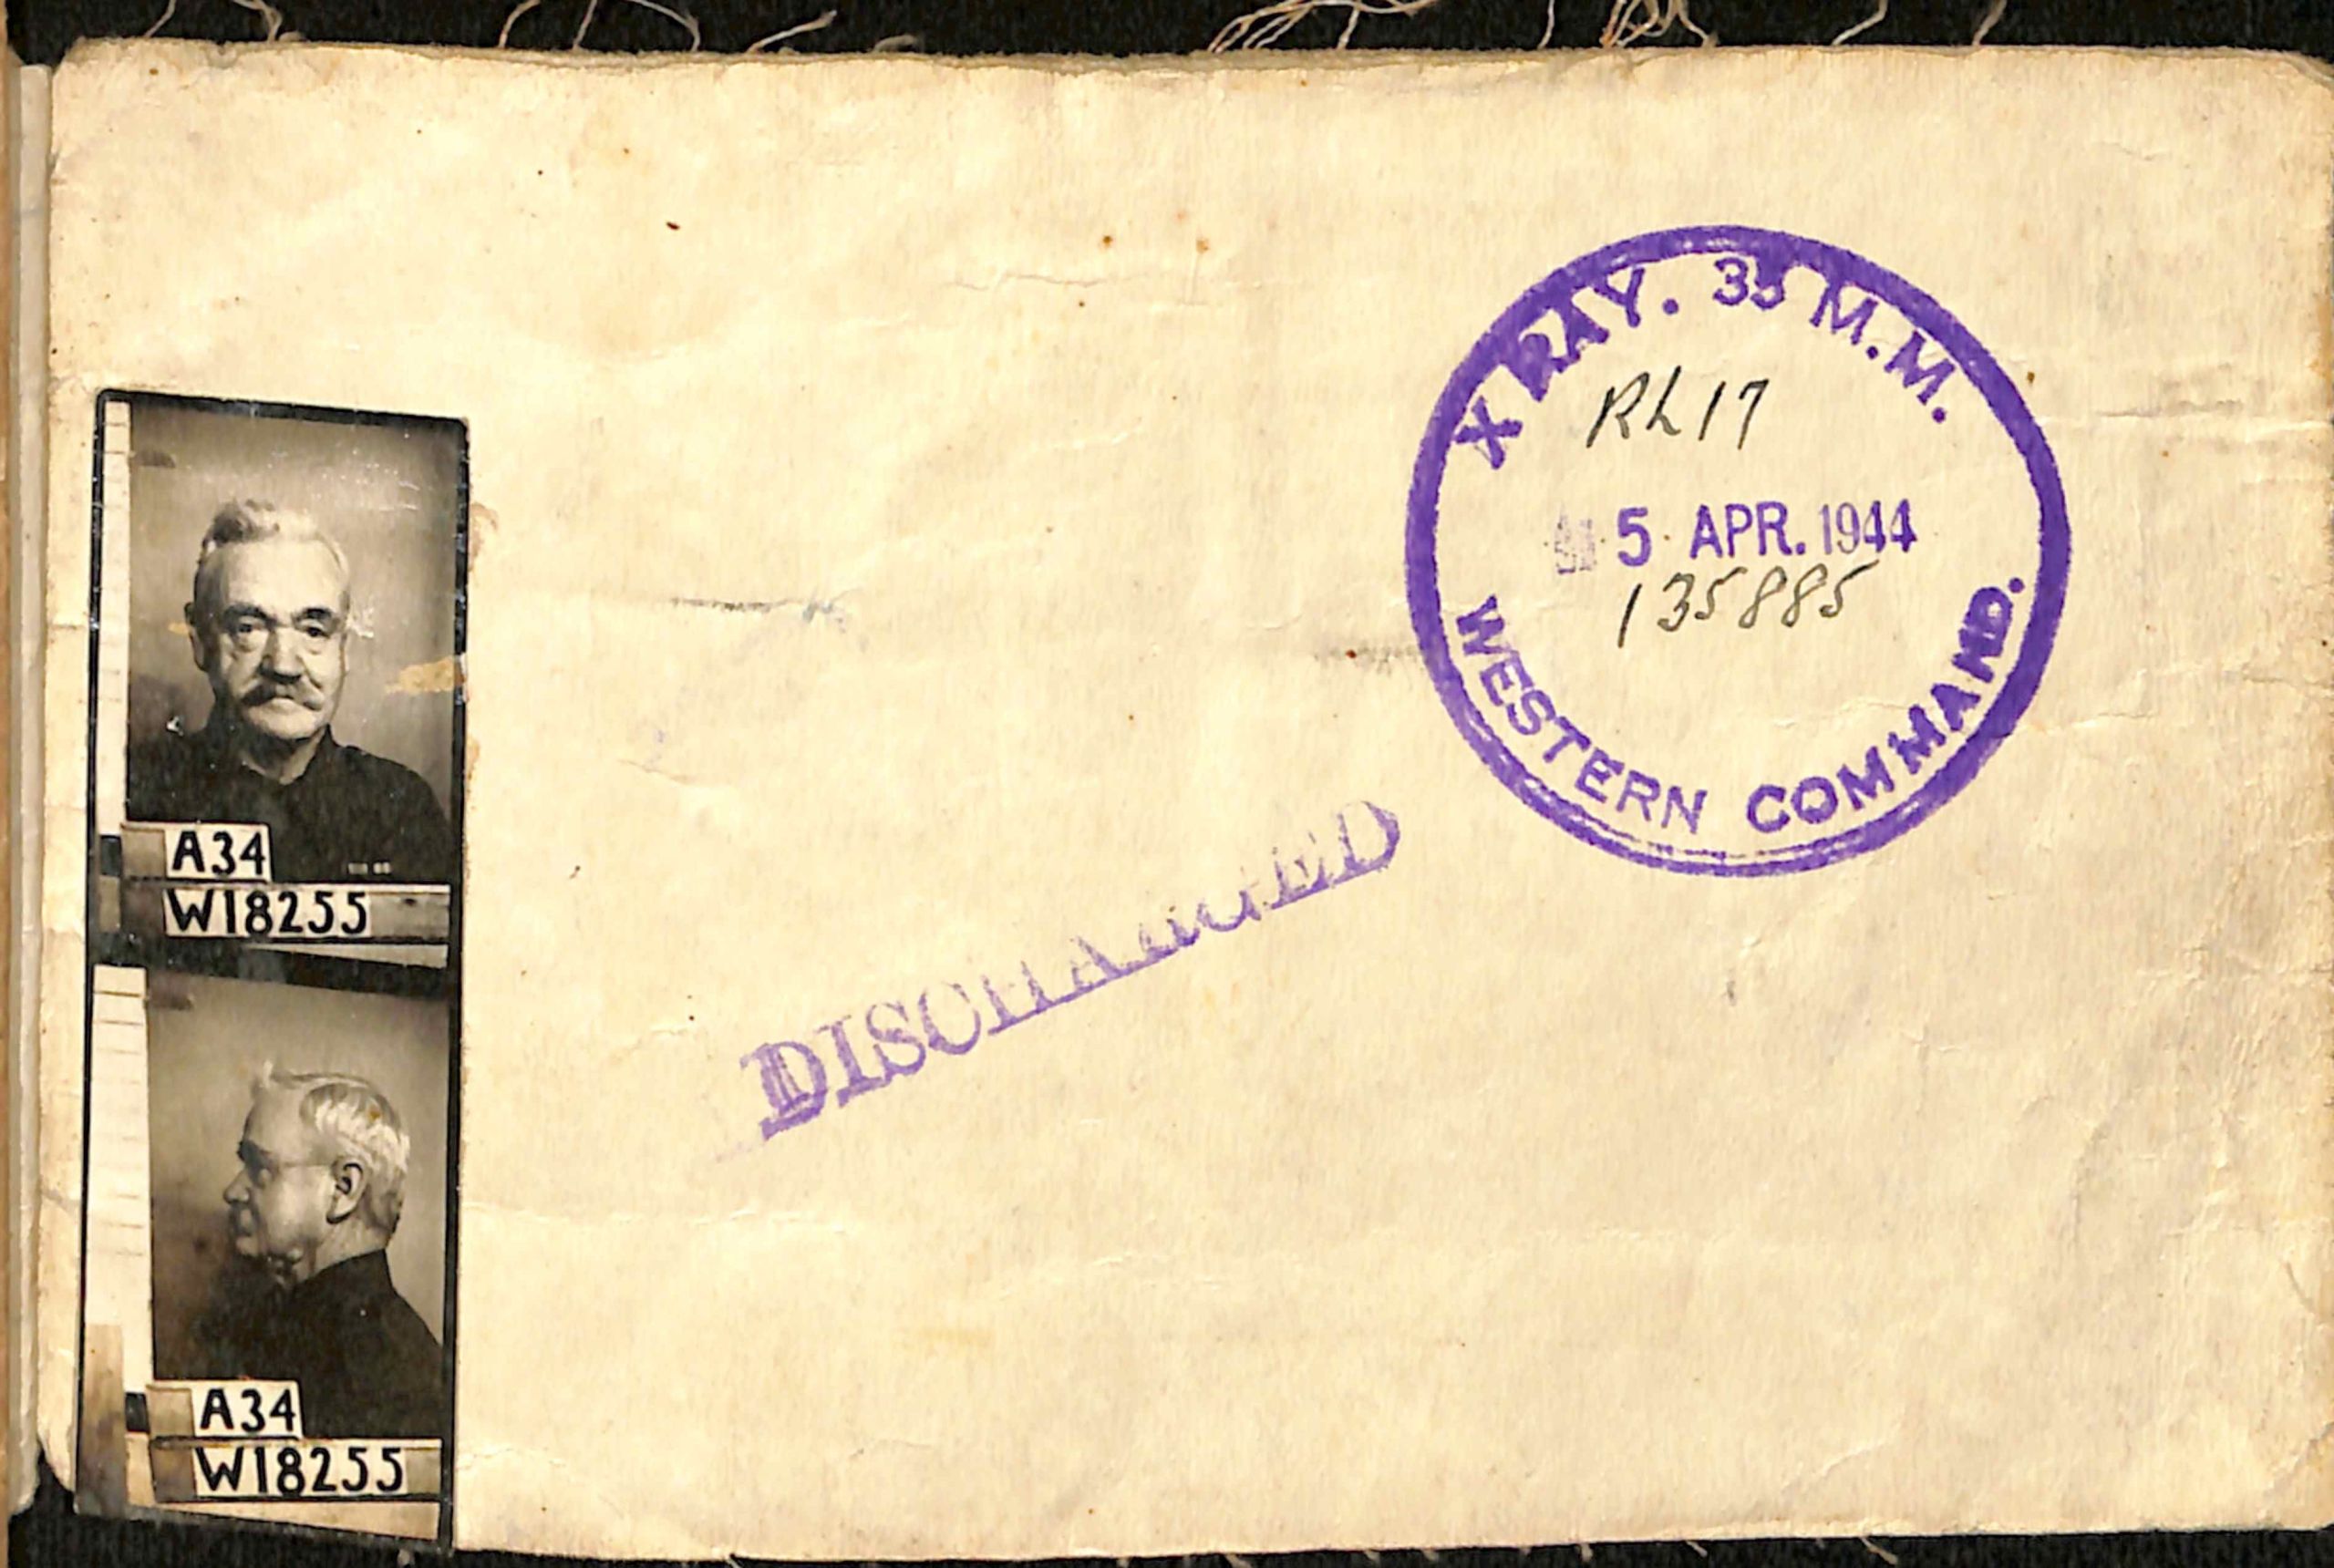 X RAY. 35 M.M.
RL17
5 APR. 1944
135885
WESTERN COMMAND.
DISCHARGED
A34
W18255
A34
W18255